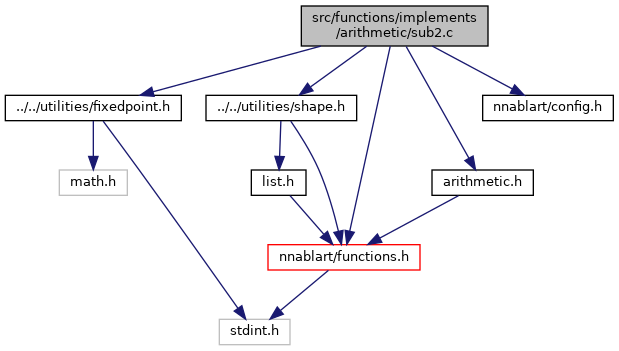 src/functions/implements
/arithmetic/sub2.c
../../utilities/fixedpoint.h
../../utilities/shape.h
nnablart/config.h
math.h
list.h
arithmetic.h
nnablart/functions.h
stdint.h